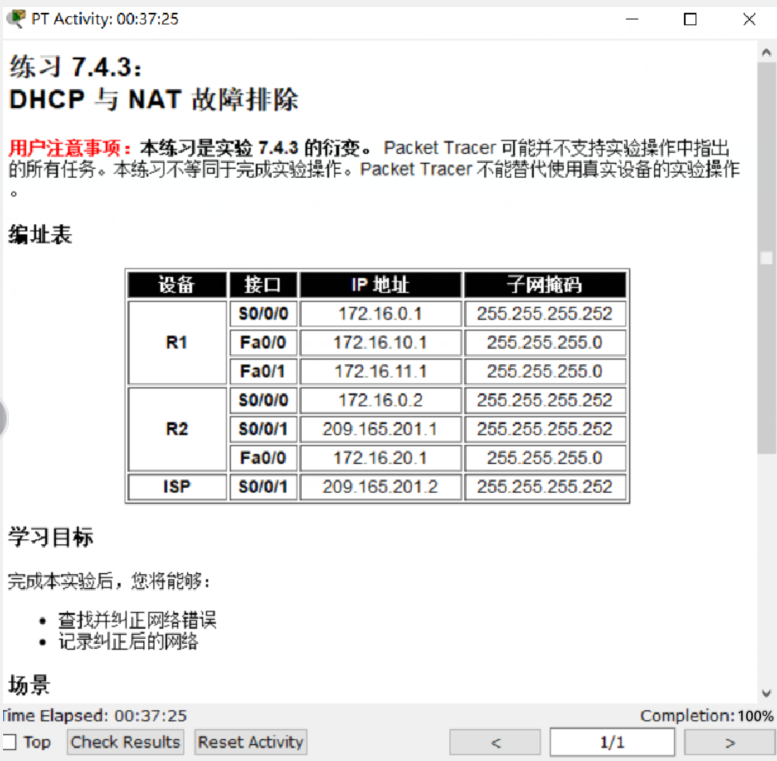 PT Activity: 00:37:25
练习 7.4.3：
DHCP 与 NAT 故障排除
用户注意事项：本练习是实验 7.4.3 的衍变。 Packet Tracer 可能并不支持实验操作中指出
的所有任务。本练习不等同于完成实验操作。Packet Tracer 不能替代使用真实设备的实验操作
。
编址表
设备 接口 IP 地址 子网掩码
S0/0/0 172.16.0.1 255.255.255.252
R1 Fa0/0 172.16.10.1 255.255.255.0
Fa0/1 172.16.11.1 255.255.255.0
S0/0/0 172.16.0.2 255.255.255.252
R2 S0/0/1 209.165.201.1 255.255.255.252
Fa0/0 172.16.20.1 255.255.255.0
ISP S0/0/1 209.165.201.2 255.255.255.252
学习目标
完成本实验后，您将能够：
• 查找并纠正网络错误
• 记录纠正后的网络
场景
Time Elapsed: 00:37:25 Completion: 100%
Top Check Results Reset Activity < 1/1 >